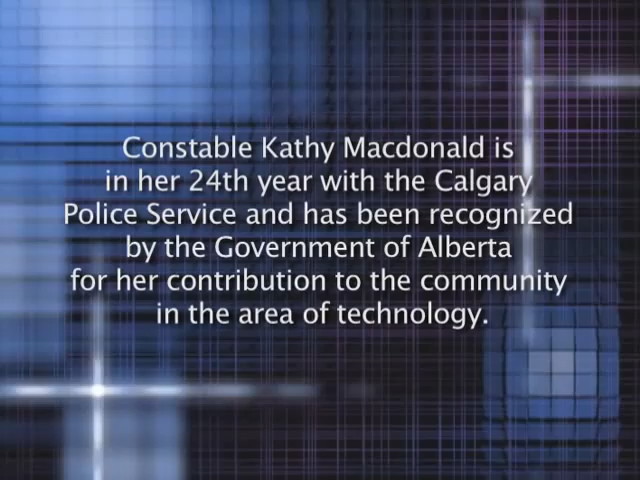 Constable Kathy Macdonald is
in her 24th year with the Calgary
Police Service and has been recognized
by the Government of Alberta
for her contribution to the community
in the area of technology.